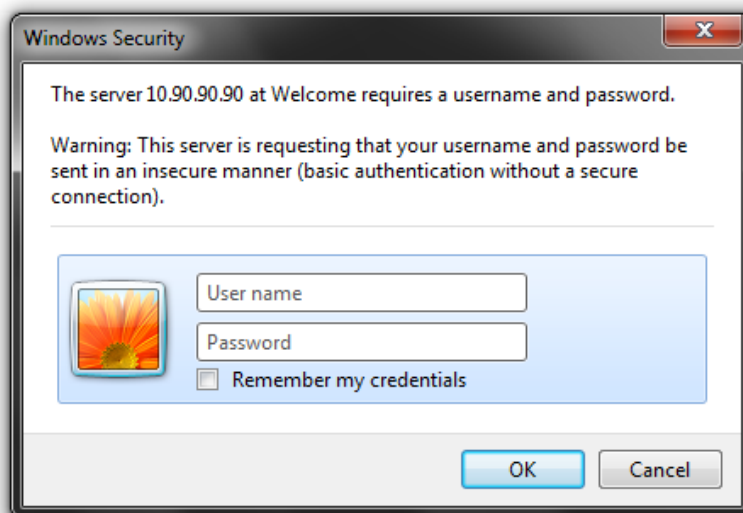 Windows Security
The server 10.90.90.90 at Welcome requires a username and password.
Warning: This server is requesting that your username and password be
sent in an insecure manner (basic authentication without a secure
connection).
User name
Password
Remember my credentials
OK
Cancel